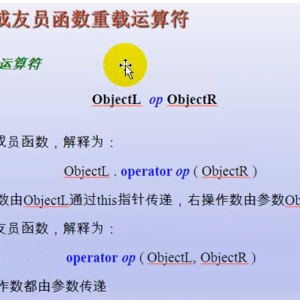 成友员函数重载运算符
运算符
ObjectL op ObjectR
成员函数，解释为：
ObjectL . operator op ( ObjectR )
数由ObjectL通过this指针传递，右操作数由参数Ob
友员函数，解释为：
operator op ( ObjectL, ObjectR )
作数都由参数传递